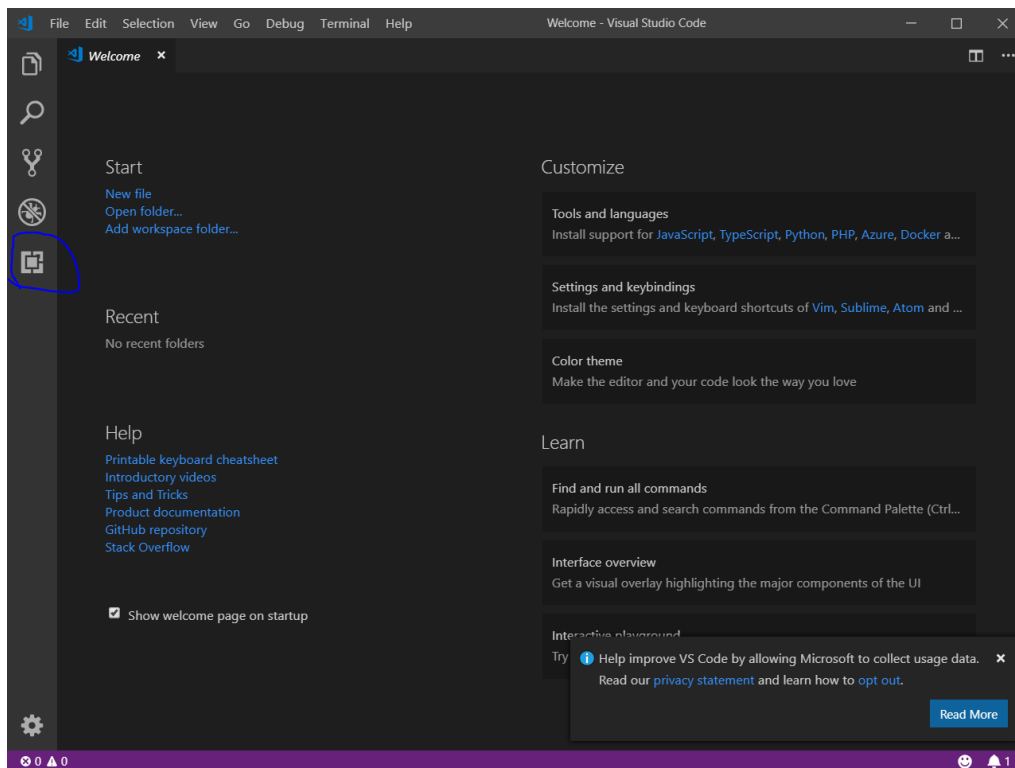 File Edit Selection View Go Debug Terminal Help Welcome - Visual Studio Code
Welcome
Start
New file
Open folder...
Add workspace folder...
Recent
No recent folders
Help
Printable keyboard cheatsheet
Introductory videos
Tips and Tricks
Product documentation
GitHub repository
Stack Overflow
Show welcome page on startup
Customize
Tools and languages
Install support for JavaScript, TypeScript, Python, PHP, Azure, Docker a...
Settings and keybindings
Install the settings and keyboard shortcuts of Vim, Sublime, Atom and ...
Color theme
Make the editor and your code look the way you love
Learn
Find and run all commands
Rapidly access and search commands from the Command Palette (Ctrl...
Interface overview
Get a visual overlay highlighting the major components of the UI
Interactive playground
Try
Help improve VS Code by allowing Microsoft to collect usage data.
Read our privacy statement and learn how to opt out.
Read More
0 0 1